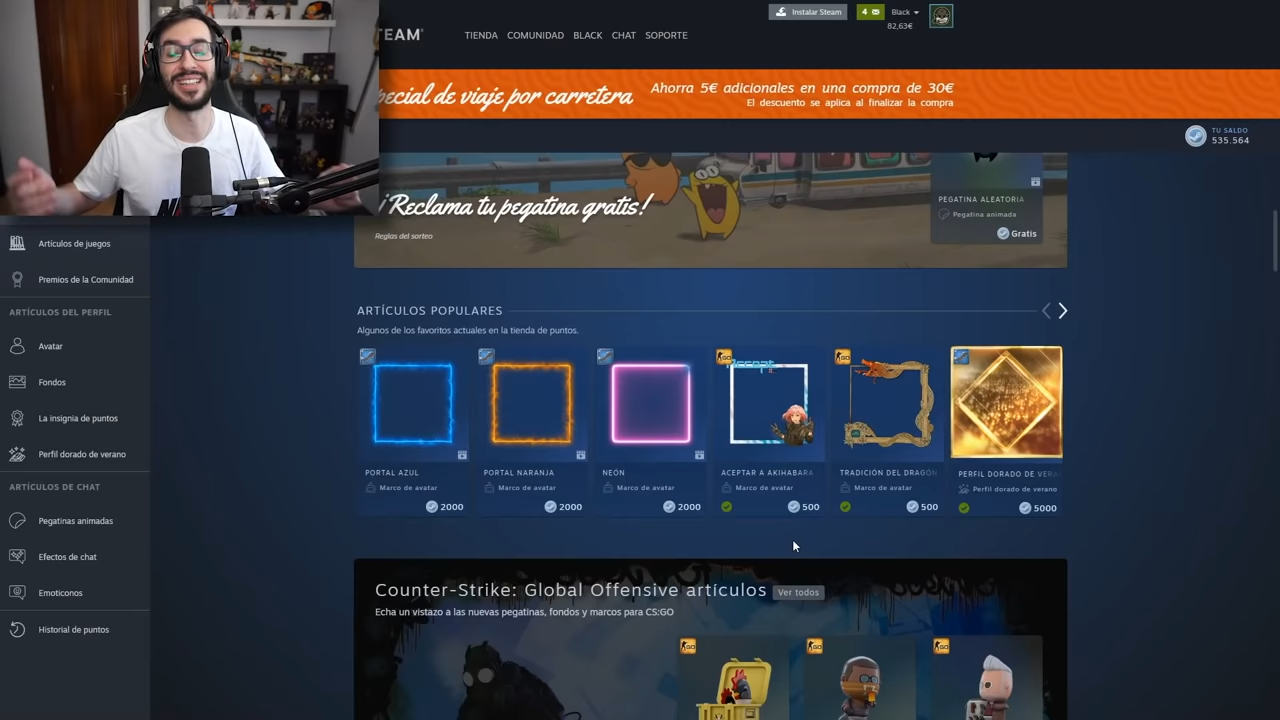 Instalar Steam
4
Black
82,63€
TEAM®
TIENDA COMUNIDAD BLACK CHAT SOPORTE
pecial de viaje por carretera
Ahorra 5€ adicionales en una compra de 30€
El descuento se aplica al finalizar la compra
TU SALDO
535.564
¡Reclama tu pegatina gratis!
Reglas del sorteo
PEGATINA ALEATORIA
Pegatina animada
Gratis
Artículos de juegos
Premios de la Comunidad
ARTÍCULOS DEL PERFIL
Avatar
Fondos
La insignia de puntos
Perfil dorado de verano
ARTÍCULOS DE CHAT
Pegatinas animadas
Efectos de chat
Emoticonos
Historial de puntos
ARTÍCULOS POPULARES
Algunos de los favoritos actuales en la tienda de puntos.
Accept
PORTAL AZUL
Marco de avatar
2000
PORTAL NARANJA
Marco de avatar
2000
NEÓN
Marco de avatar
2000
ACEPTAR A AKIHABARA
Marco de avatar
500
TRADICIÓN DEL DRAGÓN
Marco de avatar
500
PERFIL DORADO DE VERA
Perfil dorado de verano
5000
Counter-Strike: Global Offensive artículos
Ver todos
Echa un vistazo a las nuevas pegatinas, fondos y marcos para CS:GO